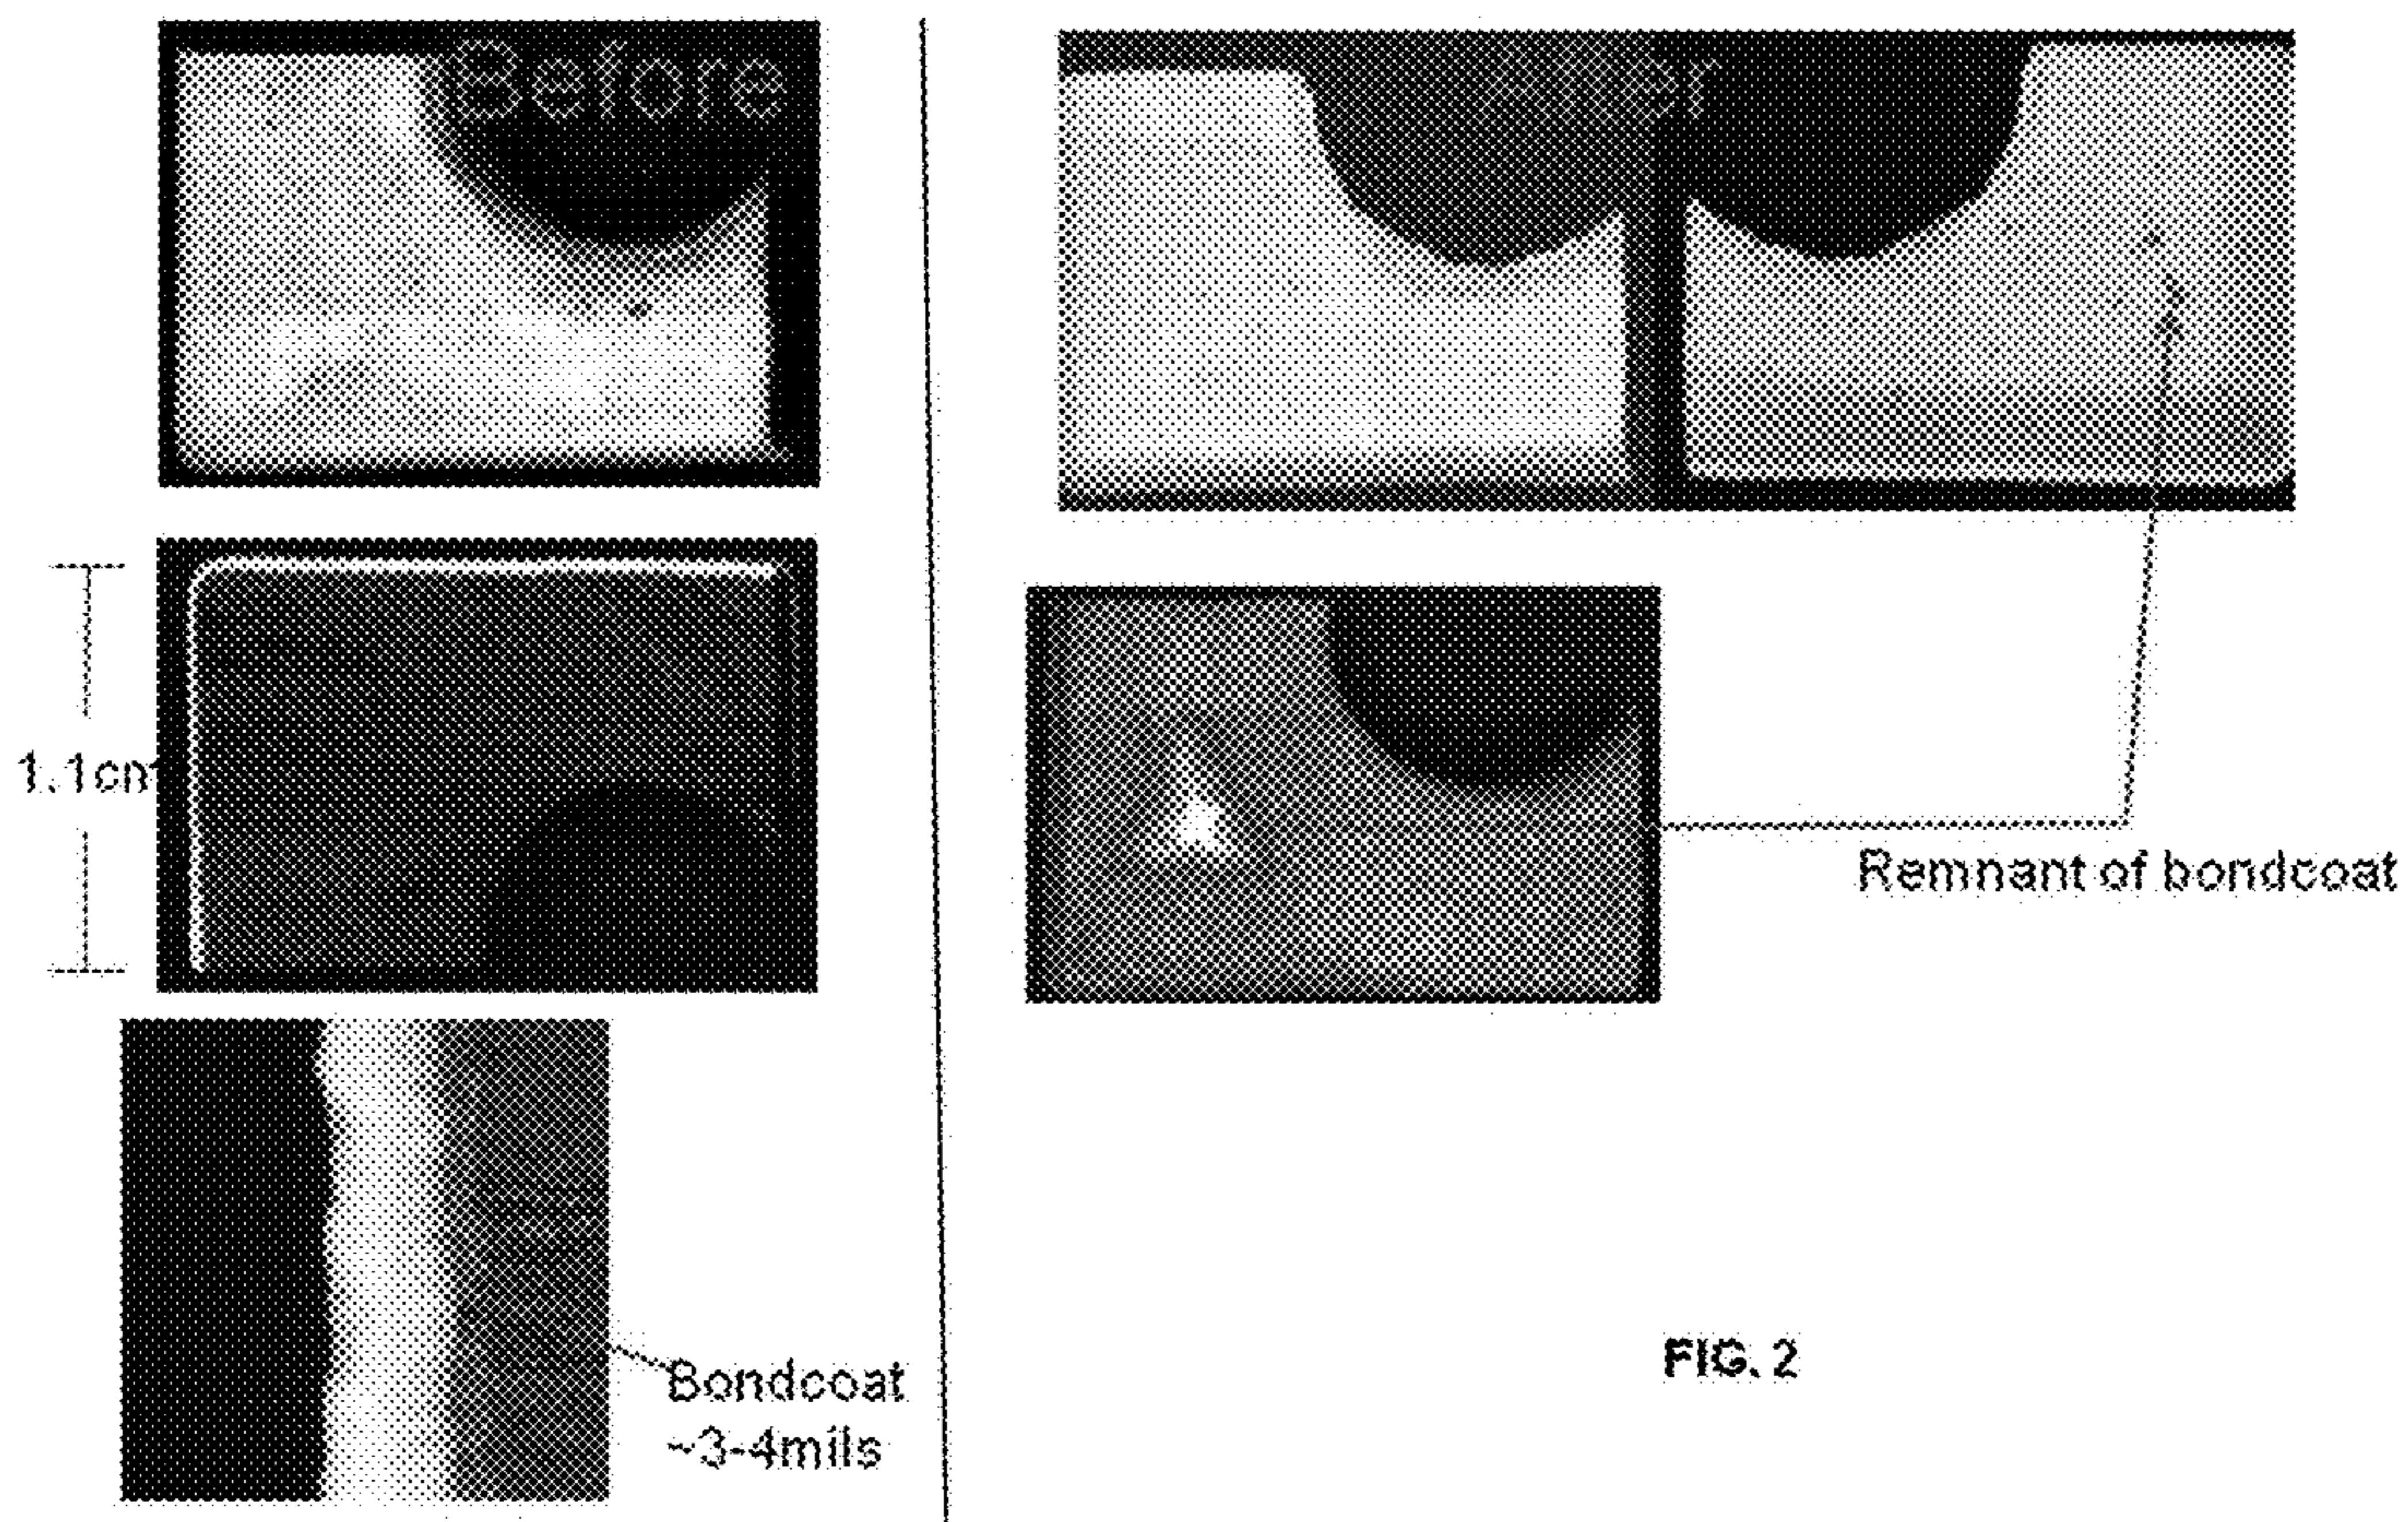 Before
1.1cm
Remnant of bondcoat
Bondcoat
~3-4mils
FIG. 2